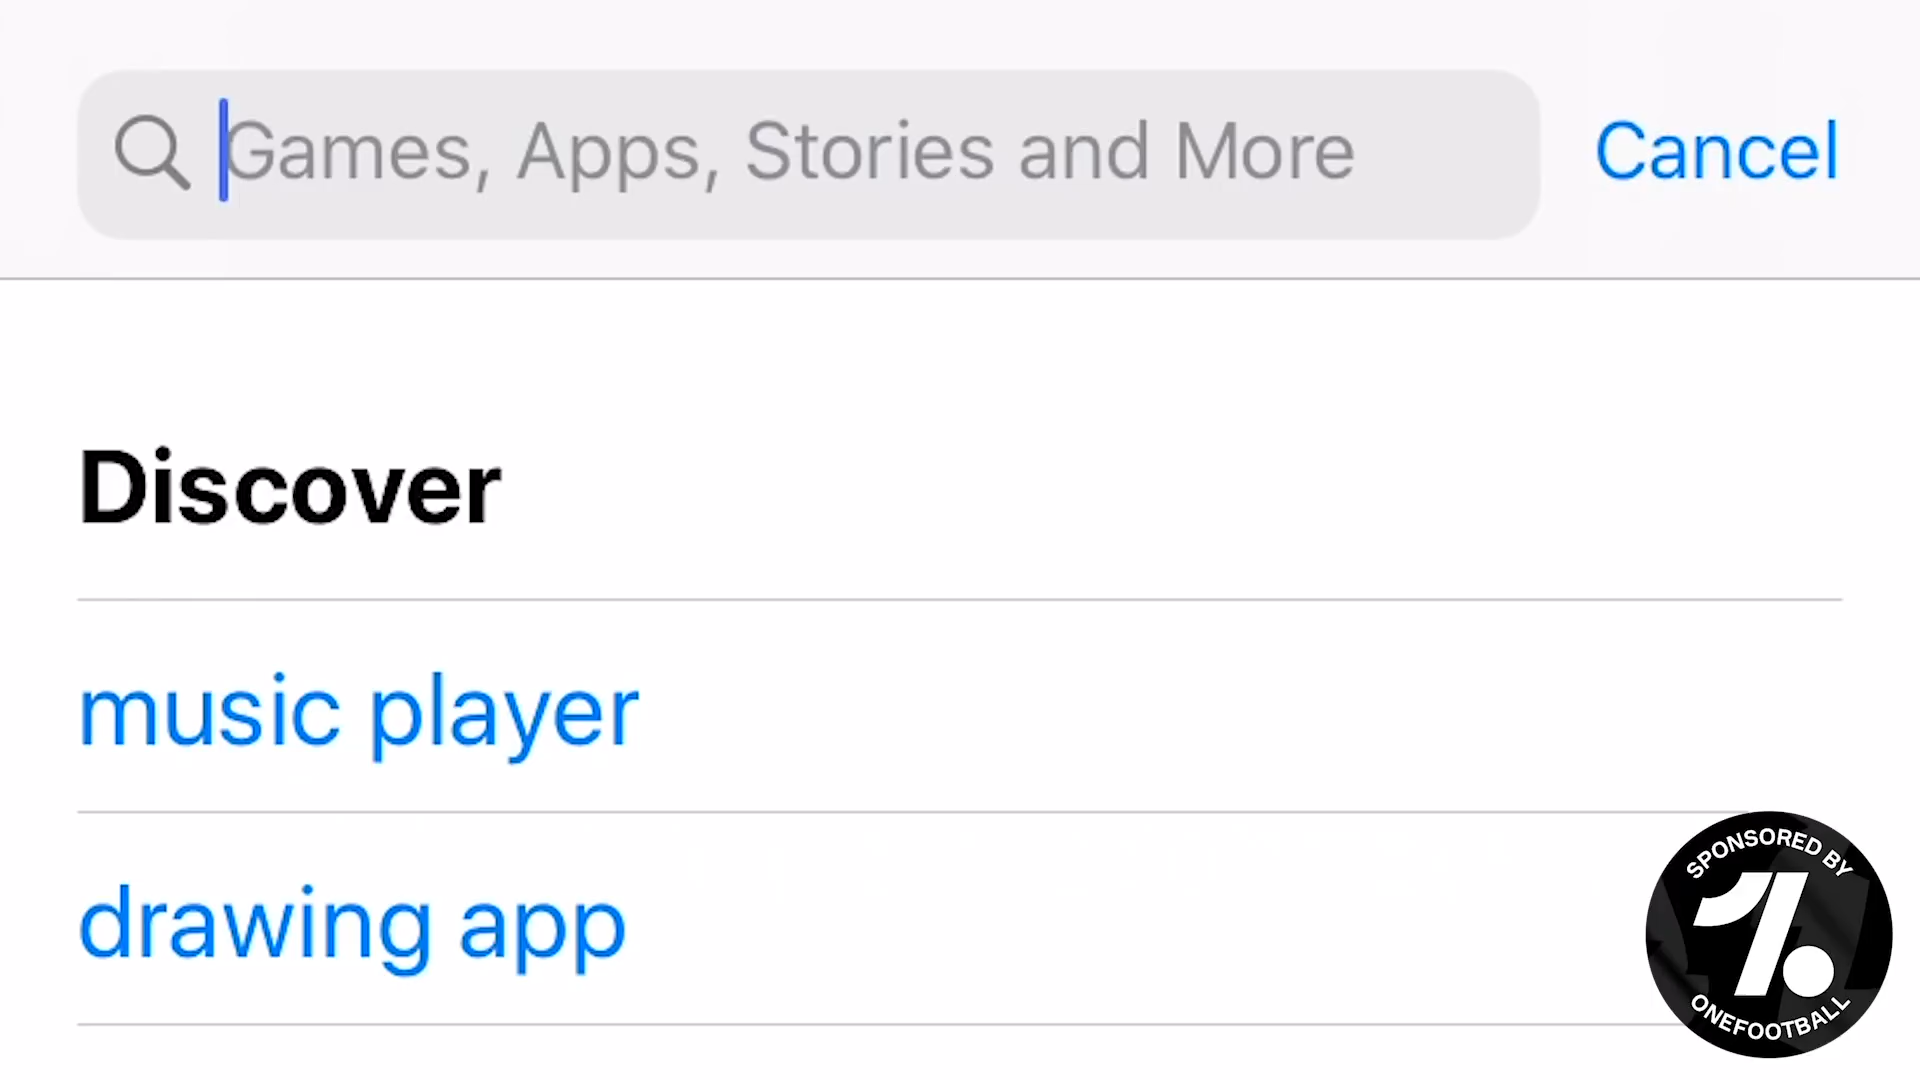 Games, Apps, Stories and More
Cancel
Discover
music player
drawing app
SPONSORED BY
ONEFOOTBALL